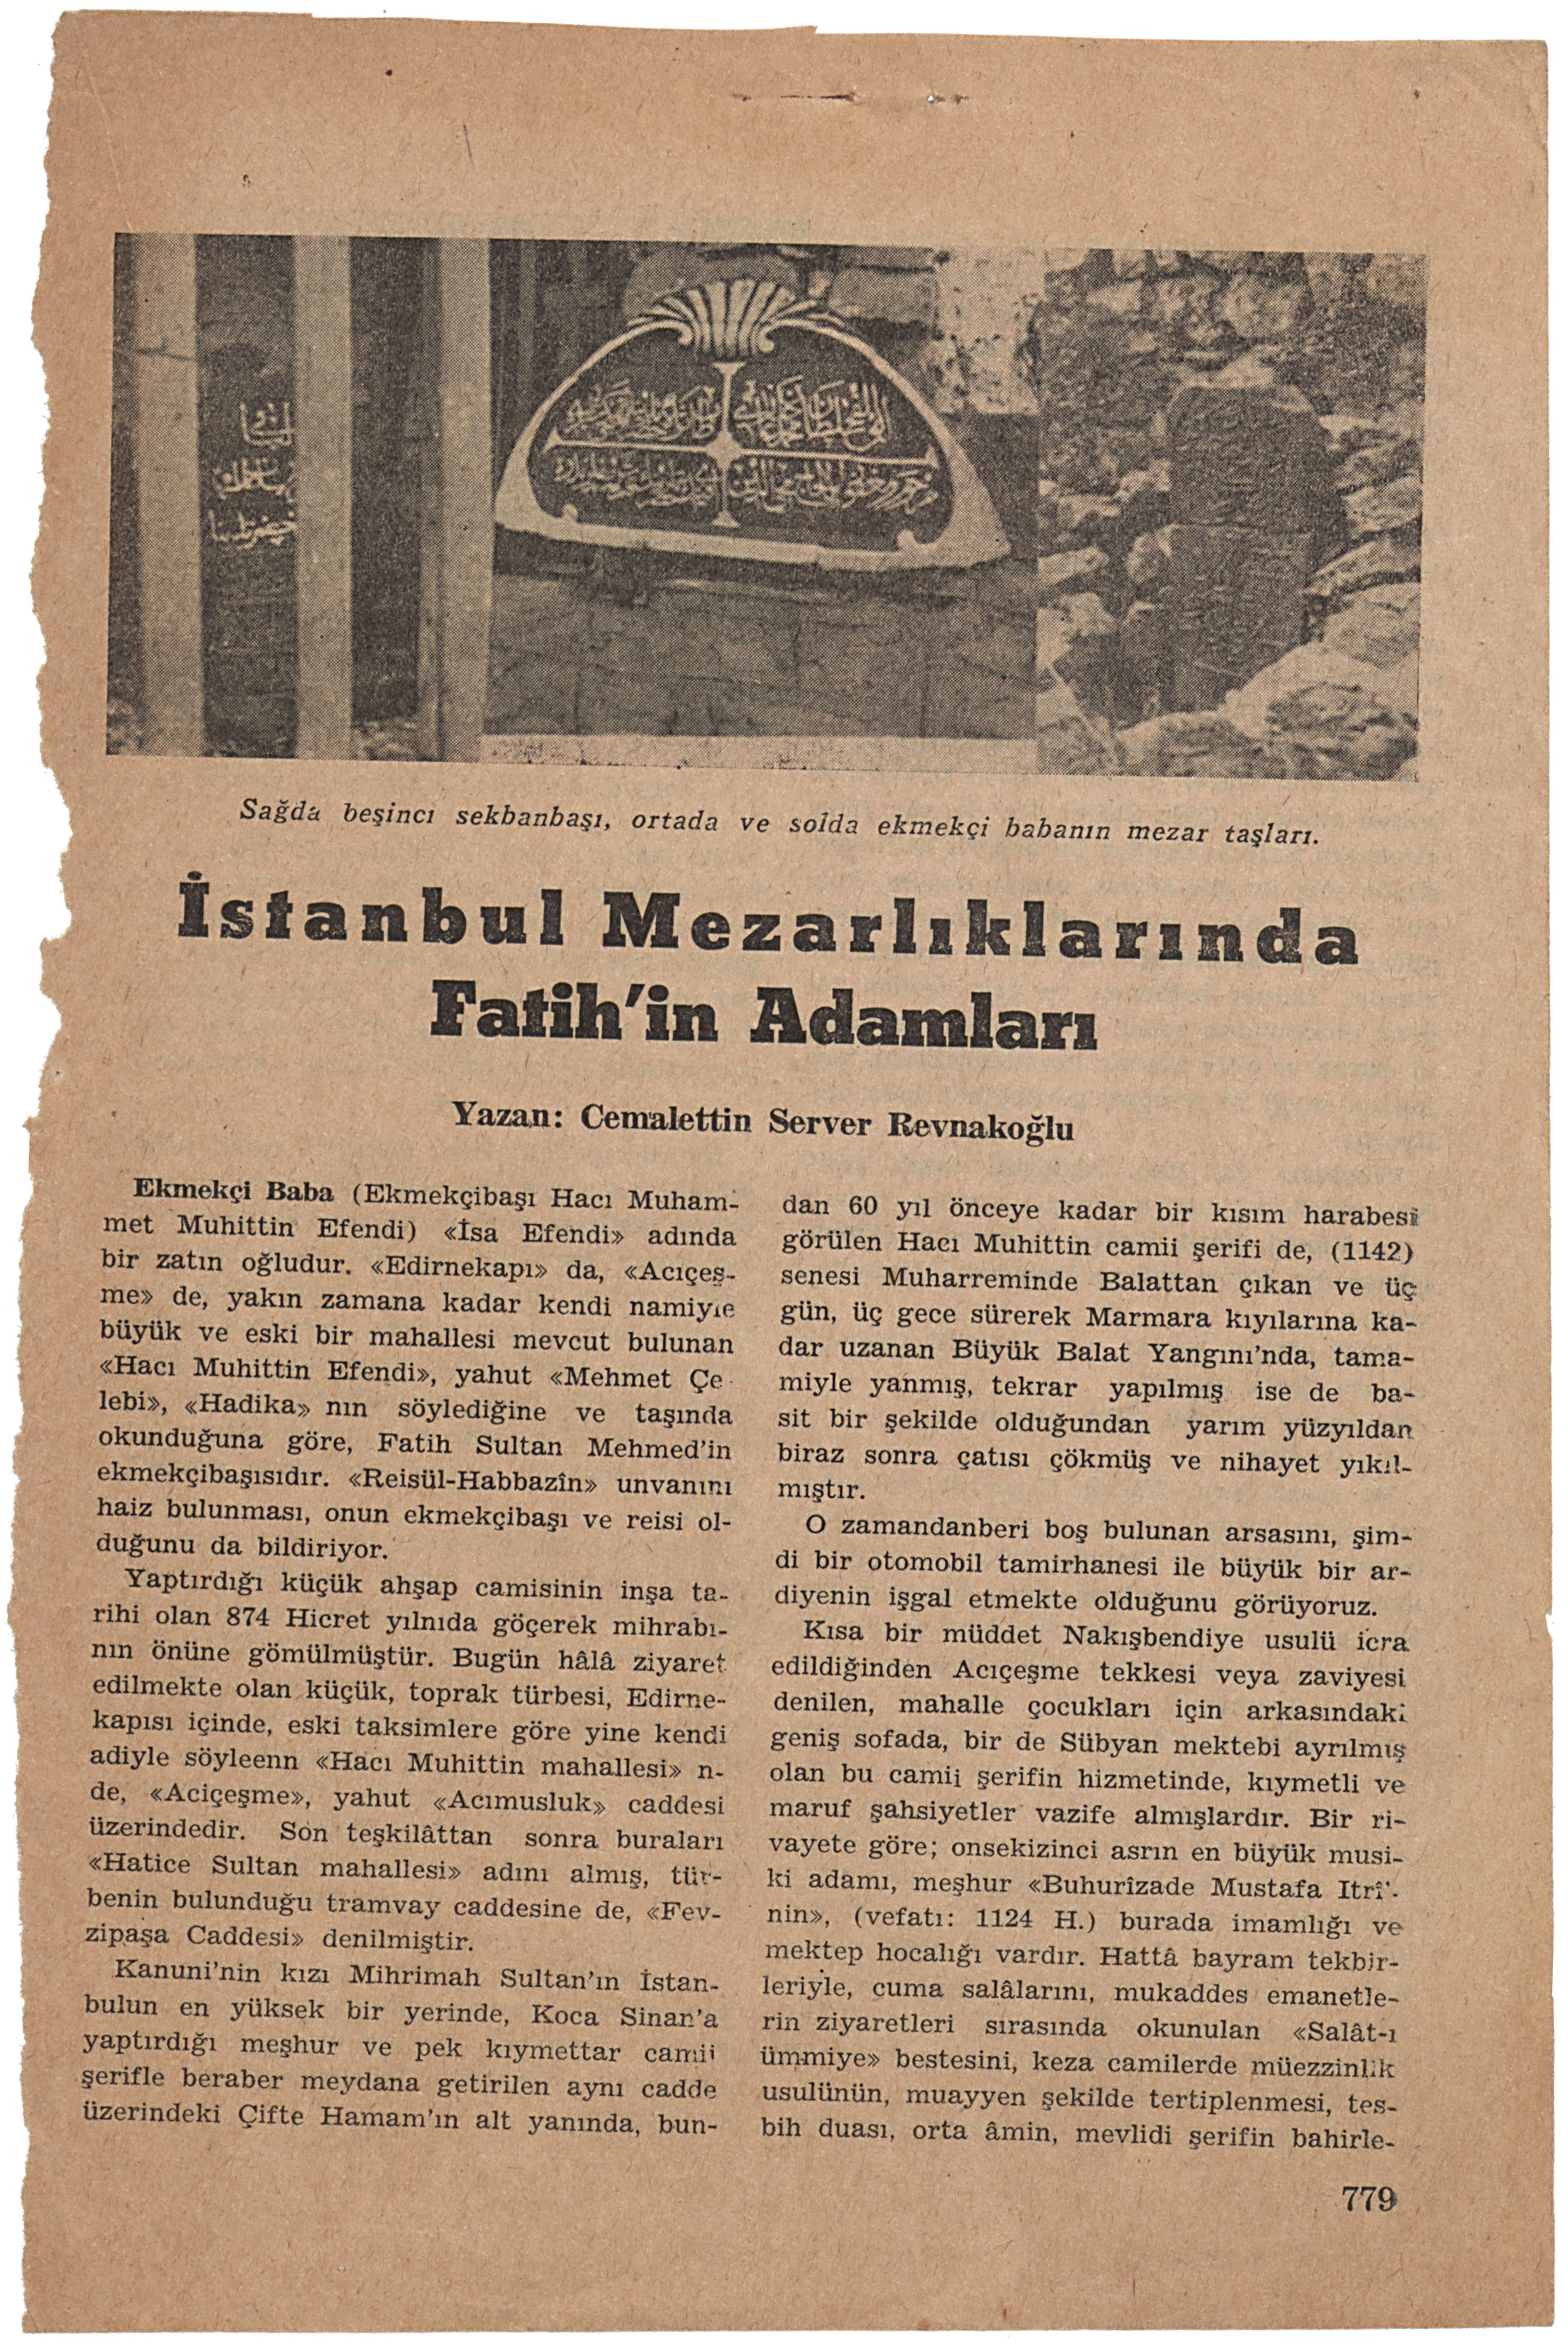 Sağda beşinci sekbanbaşı, ortada ve solda ekmekçi babanın mezar taşları.
İstanbul Mezarlıklarında
Fatih'in Adamları
Yazan: Cemalettin Server Revnakoğlu
Ekmekçi Baba (Ekmekçibaşı Hacı Muham-
met Muhittin Efendi) «İsa Efendi» adında
bir zatın oğludur. «Edirnekapı» da, «Acıçeş-
me» de, yakın zamana kadar kendi namiyle
büyük ve eski bir mahallesi mevcut bulunan
«Hacı Muhittin Efendi», yahut «Mehmet Çe-
lebi», «Hadika» nın söylediğine ve taşında
okunduğuna göre, Fatih Sultan Mehmed'in
ekmekçibaşısıdır. «Reisül-Habbazîn» unvanını
haiz bulunması, onun ekmekçibaşı ve reisi ol-
duğunu da bildiriyor.
Yaptırdığı küçük ahşap camisinin inşa ta-
rihi olan 874 Hicret yılnıda göçerek mihrabı-
nın önüne gömülmüştür. Bugün hâlâ ziyaret
edilmekte olan küçük, toprak türbesi, Edirne-
kapısı içinde, eski taksimlere göre yine kendi
adiyle söyleenn «Hacı Muhittin mahallesi» n-
de, «Aciçeşme», yahut «Acımusluk» caddesi
üzerindedir. Son teşkilâttan sonra buraları
«Hatice Sultan mahallesi» adını almış, tür-
benin bulunduğu tramvay caddesine de, «Fev-
zipaşa Caddesi» denilmiştir.
Kanuni'nin kızı Mihrimah Sultan'ın İstan-
bulun en yüksek bir yerinde, Koca Sinan'a
yaptırdığı meşhur ve pek kıymettar camii
şerifle beraber meydana getirilen aynı cadde
üzerindeki Çifte Hamam'ın alt yanında, bun-
dan 60 yıl önceye kadar bir kısım harabesi
görülen Hacı Muhittin camii şerifi de, (1142)
senesi Muharreminde Balattan çıkan ve üç
gün, üç gece sürerek Marmara kıyılarına ka-
dar uzanan Büyük Balat Yangını'nda, tama-
miyle yanmış, tekrar yapılmış ise de ba-
sit bir şekilde olduğundan yarım yüzyıldan
biraz sonra çatısı çökmüş ve nihayet yıkıl-
mıştır.
O zamandanberi boş bulunan arsasını, şim-
di bir otomobil tamirhanesi ile büyük bir ar-
diyenin işgal etmekte olduğunu görüyoruz.
Kısa bir müddet Nakışbendiye usulü icra
edildiğinden Acıçeşme tekkesi veya zaviyesi
denilen, mahalle çocukları için arkasındaki
geniş sofada, bir de Sübyan mektebi ayrılmış
olan bu camii şerifin hizmetinde, kıymetli ve
maruf şahsiyetler vazife almışlardır. Bir ri-
vayete göre; onsekizinci asrın en büyük musi-
ki adamı, meşhur «Buhurîzade Mustafa Itrî'-
nin», (vefatı: 1124 H.) burada imamlığı ve
mektep hocalığı vardır. Hattâ bayram tekbir-
leriyle, cuma salâlarını, mukaddes emanetle-
rin ziyaretleri sırasında okunulan «Salât-ı
ümmiye» bestesini, keza camilerde müezzinlik
usulünün, muayyen şekilde tertiplenmesi, tes-
bih duası, orta âmin, mevlidi şerifin bahirle-
779